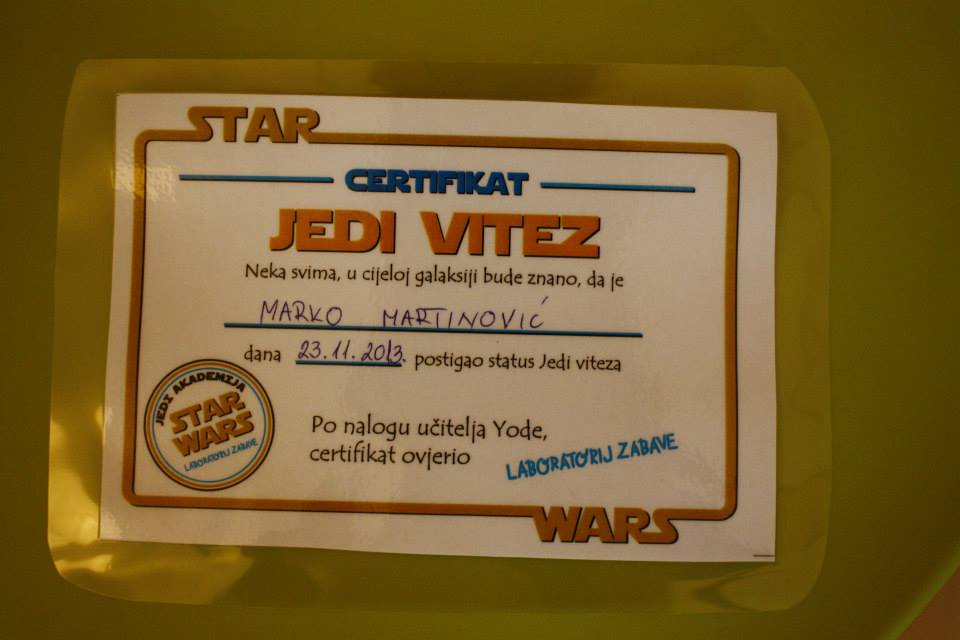 STAR
CERTIFIKAT
JEDI VITEZ
Neka svima, u cijeloj galaksiji bude znano, da je
MARKO MARTINOVIĆ
dana 23.11.2013. postigao status Jedi viteza
JEDI AKADEMIJA
STAR
WARS
LABORATORIJ ZABAVE
Po nalogu učitelja Yode,
certifikat ovjerio
LABORATORIJ ZABAVE
WARS